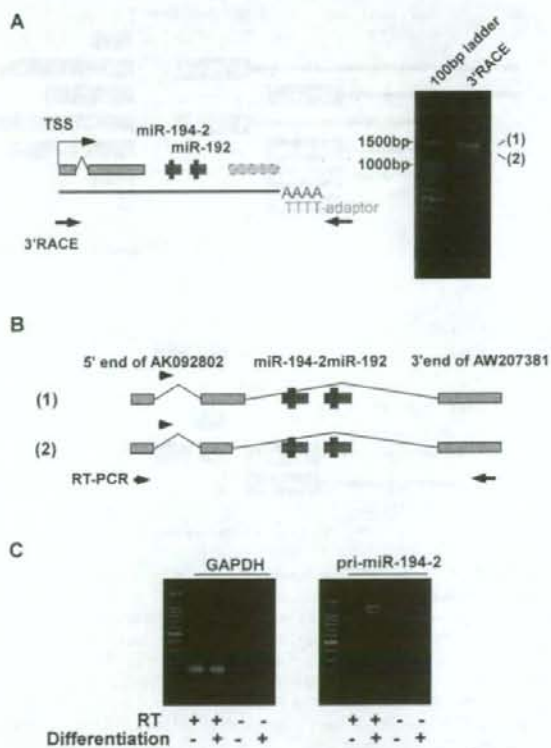 A
100bp ladder
3'RACE
TSS
miR-194-2
miR-192
1500bp
1000bp
(1)
(2)
AAAA
TTTT-adaptor
3'RACE
B
5' end of AK092802
miR-194-2miR-192
3'end of AW207381
(1)
(2)
RT-PCR
C
GAPDH
pri-miR-194-2
RT + + - - + + - -
Differentiation - + - + - + - +